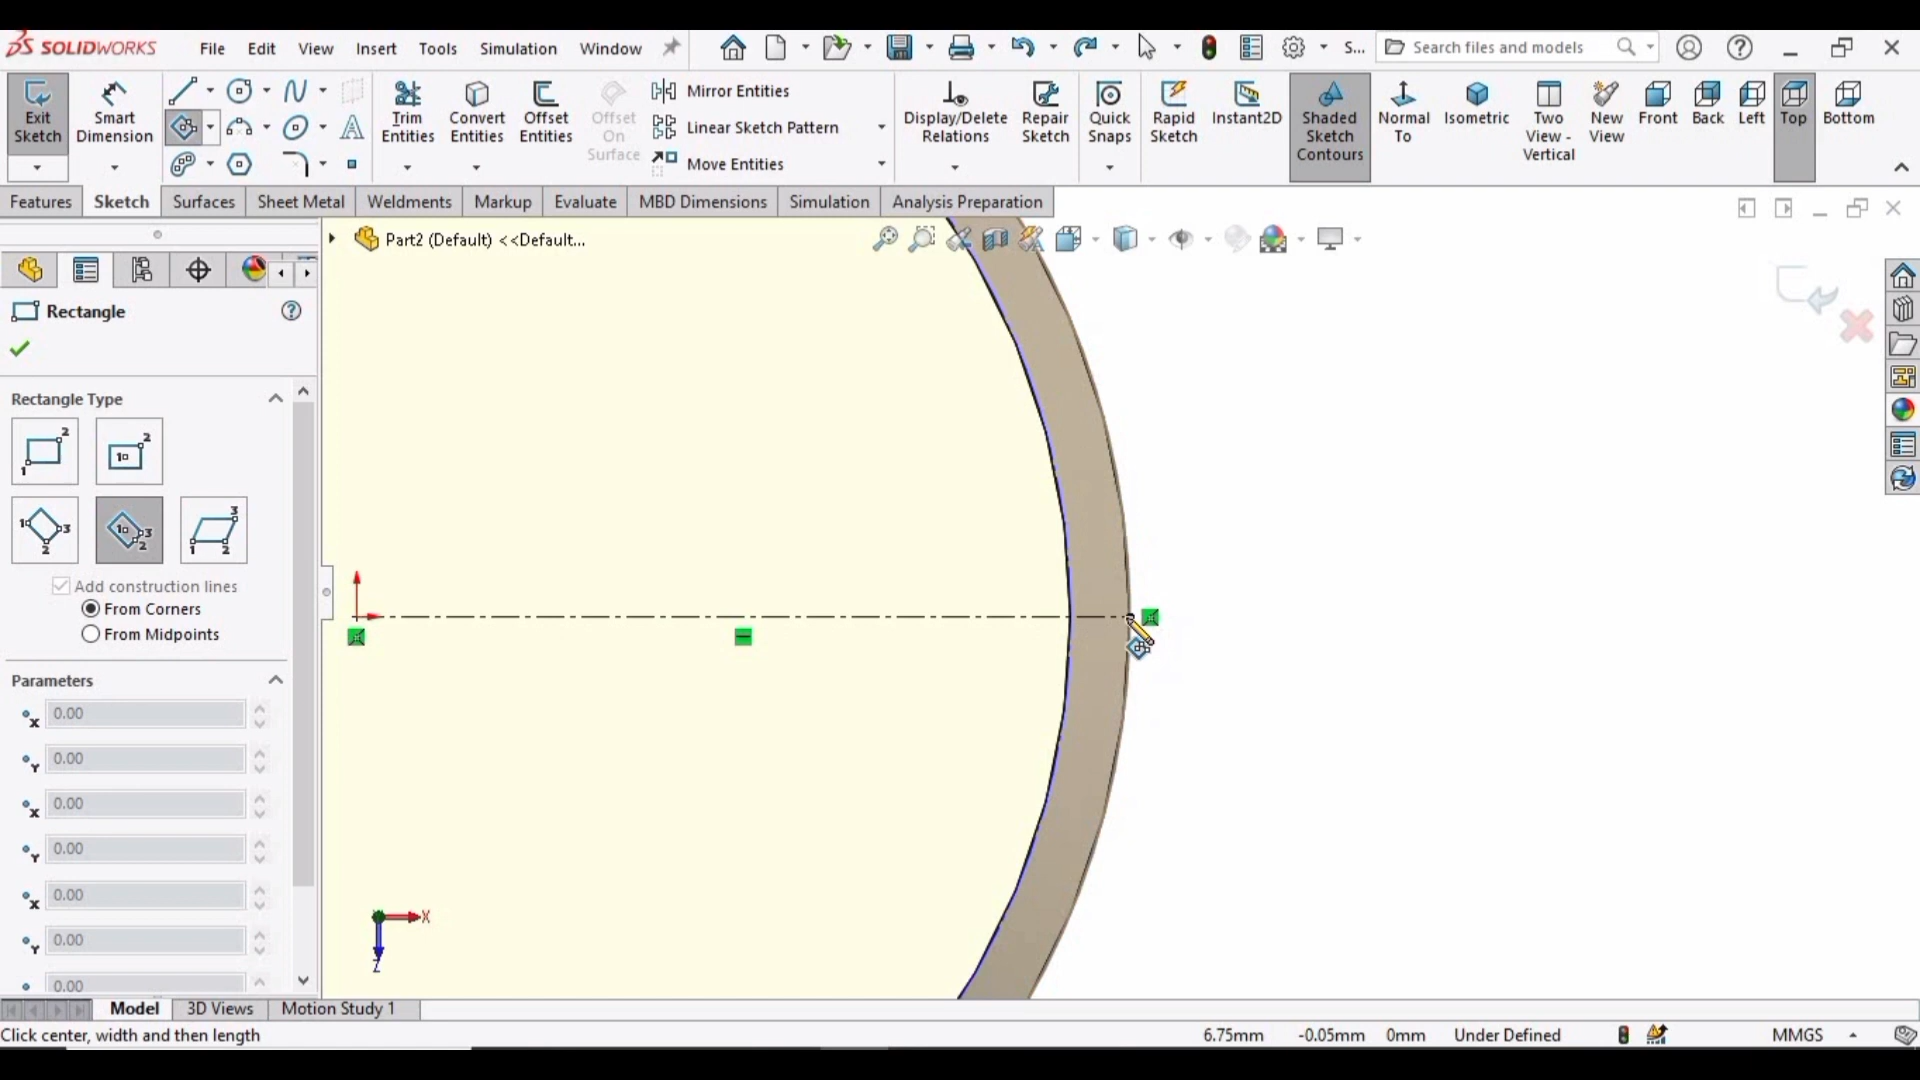 SOLIDWORKS
File Edit View Insert Tools Simulation Window
S...
Search files and models
Exit Sketch
Smart Dimension
Trim Entities
Convert Entities
Offset Entities
Offset On Surface
Mirror Entities
Linear Sketch Pattern
Move Entities
Display/Delete Relations
Repair Sketch
Quick Snaps
Rapid Sketch
Instant2D
Shaded Sketch Contours
Normal To
Isometric
Two View - Vertical
New View
Front
Back
Left
Top
Bottom
Features Sketch Surfaces Sheet Metal Weldments Markup Evaluate MBD Dimensions Simulation Analysis Preparation
Part2 (Default) <<Default...
Rectangle
Rectangle Type
Add construction lines
From Corners
From Midpoints
Parameters
X 0.00
Y 0.00
X 0.00
Y 0.00
X 0.00
Y 0.00
0.00
X
Z
Model 3D Views Motion Study 1
Click center, width and then length
6.75mm -0.05mm 0mm Under Defined MMGS